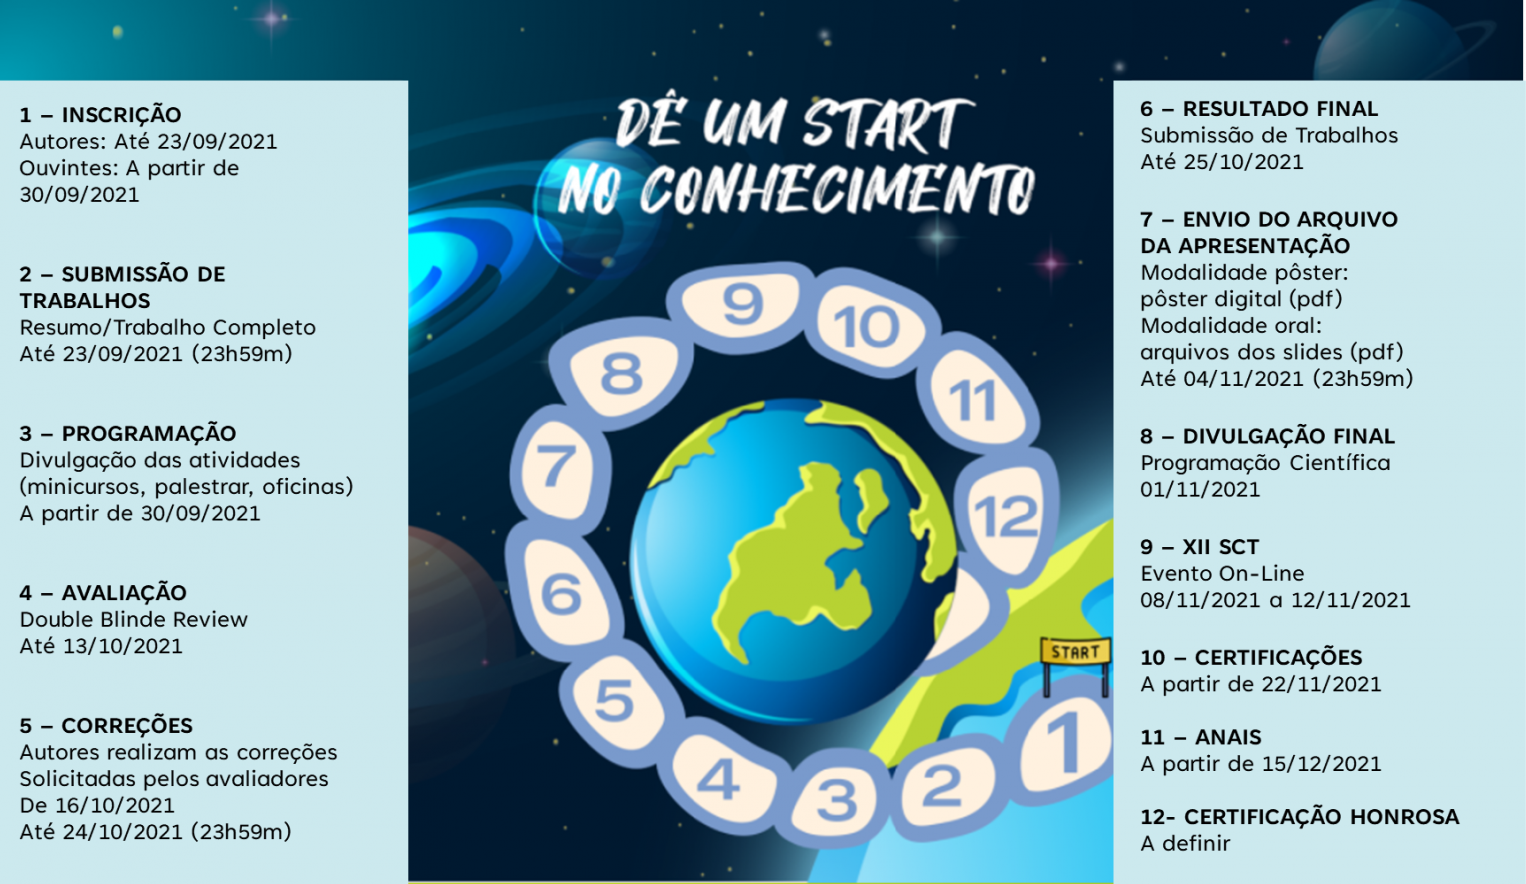 1 – INSCRIÇÃO
Autores: Até 23/09/2021
Ouvintes: A partir de
30/09/2021
2 – SUBMISSÃO DE
TRABALHOS
Resumo/Trabalho Completo
Até 23/09/2021 (23h59m)
3 – PROGRAMAÇÃO
Divulgação das atividades
(minicursos, palestrar, oficinas)
A partir de 30/09/2021
4 – AVALIAÇÃO
Double Blinde Review
Até 13/10/2021
5 – CORREÇÕES
Autores realizam as correções
Solicitadas pelos avaliadores
De 16/10/2021
Até 24/10/2021 (23h59m)
DÊ UM START
NO CONHECIMENTO
9
10
8
11
7
12
6
START
5
1
4
3
2
6 – RESULTADO FINAL
Submissão de Trabalhos
Até 25/10/2021
7 – ENVIO DO ARQUIVO
DA APRESENTAÇÃO
Modalidade pôster:
pôster digital (pdf)
Modalidade oral:
arquivos dos slides (pdf)
Até 04/11/2021 (23h59m)
8 – DIVULGAÇÃO FINAL
Programação Científica
01/11/2021
9 – XII SCT
Evento On-Line
08/11/2021 a 12/11/2021
10 – CERTIFICAÇÕES
A partir de 22/11/2021
11 – ANAIS
A partir de 15/12/2021
12- CERTIFICAÇÃO HONROSA
A definir